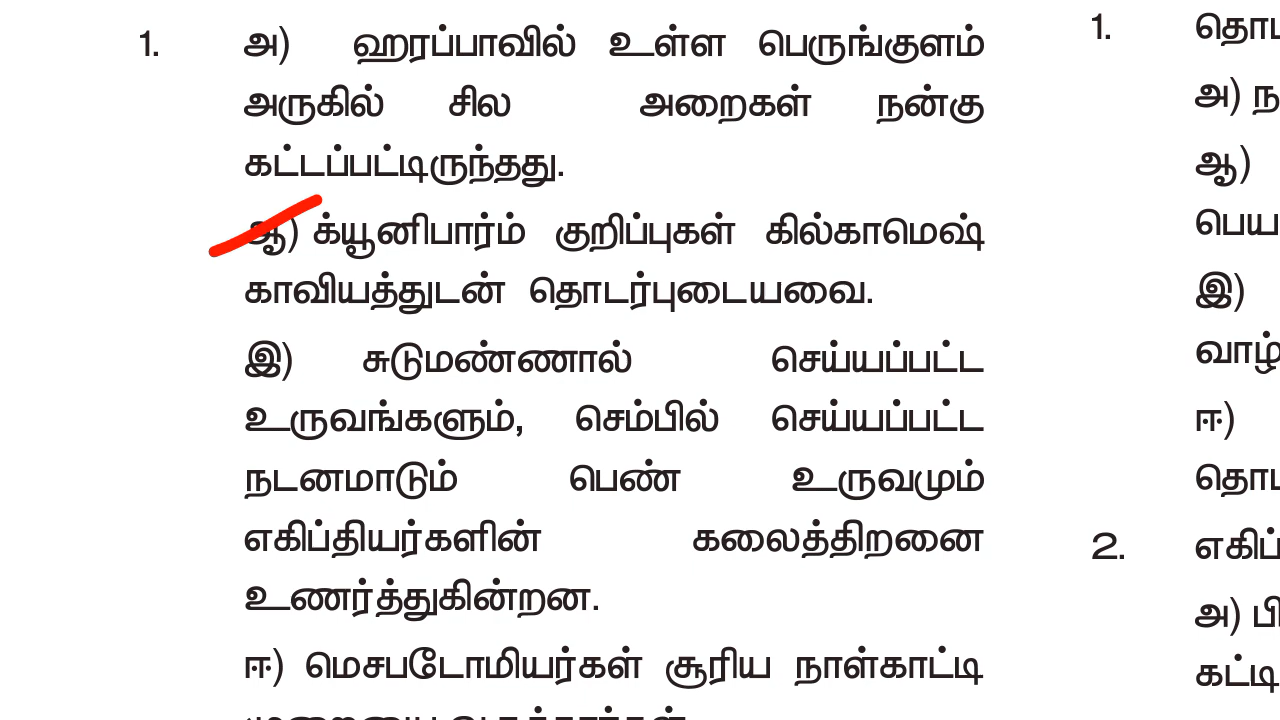 1. அ) ஹரப்பாவில் உள்ள பெருங்குளம்
அருகில் சில அறைகள் நன்கு
கட்டப்பட்டிருந்தது.
ஆ) க்யூனிபார்ம் குறிப்புகள் கில்காமெஷ்
காவியத்துடன் தொடர்புடையவை.
இ) சுடுமண்ணால் செய்யப்பட்ட
உருவங்களும், செம்பில் செய்யப்பட்ட
நடனமாடும் பெண் உருவமும்
எகிப்தியர்களின் கலைத்திறனை
உணர்த்துகின்றன.
ஈ) மெசபடோமியர்கள் சூரிய நாள்காட்டி
1.
அ)
ஆ)
இ)
ஈ)
2.
அ)